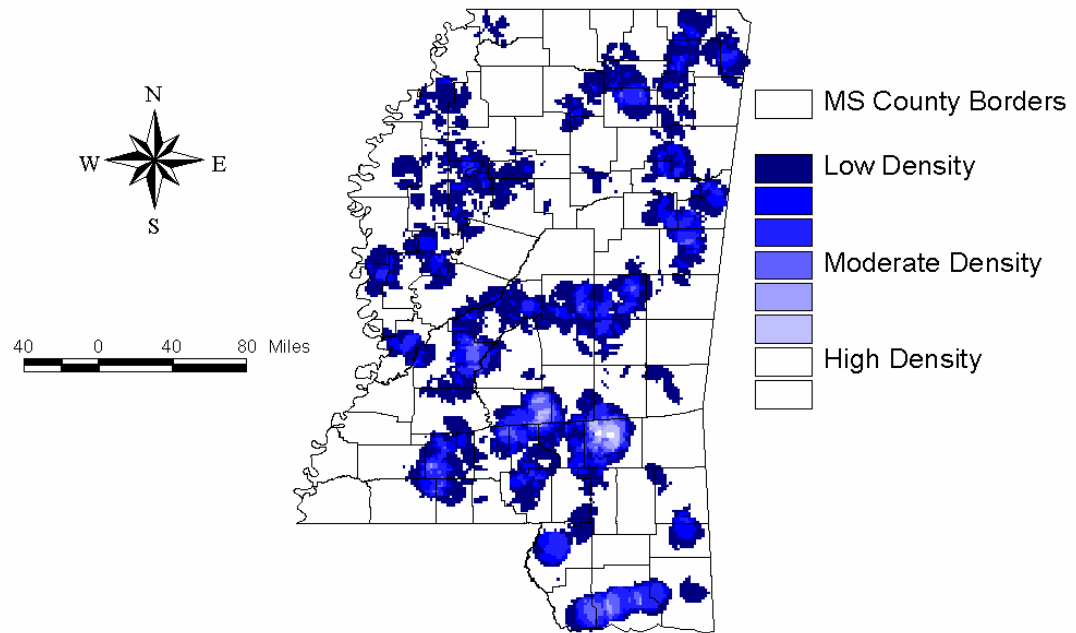 MS County Borders
N
Low Density
W E
S
Moderate Density
40 0 40 80 Miles
High Density